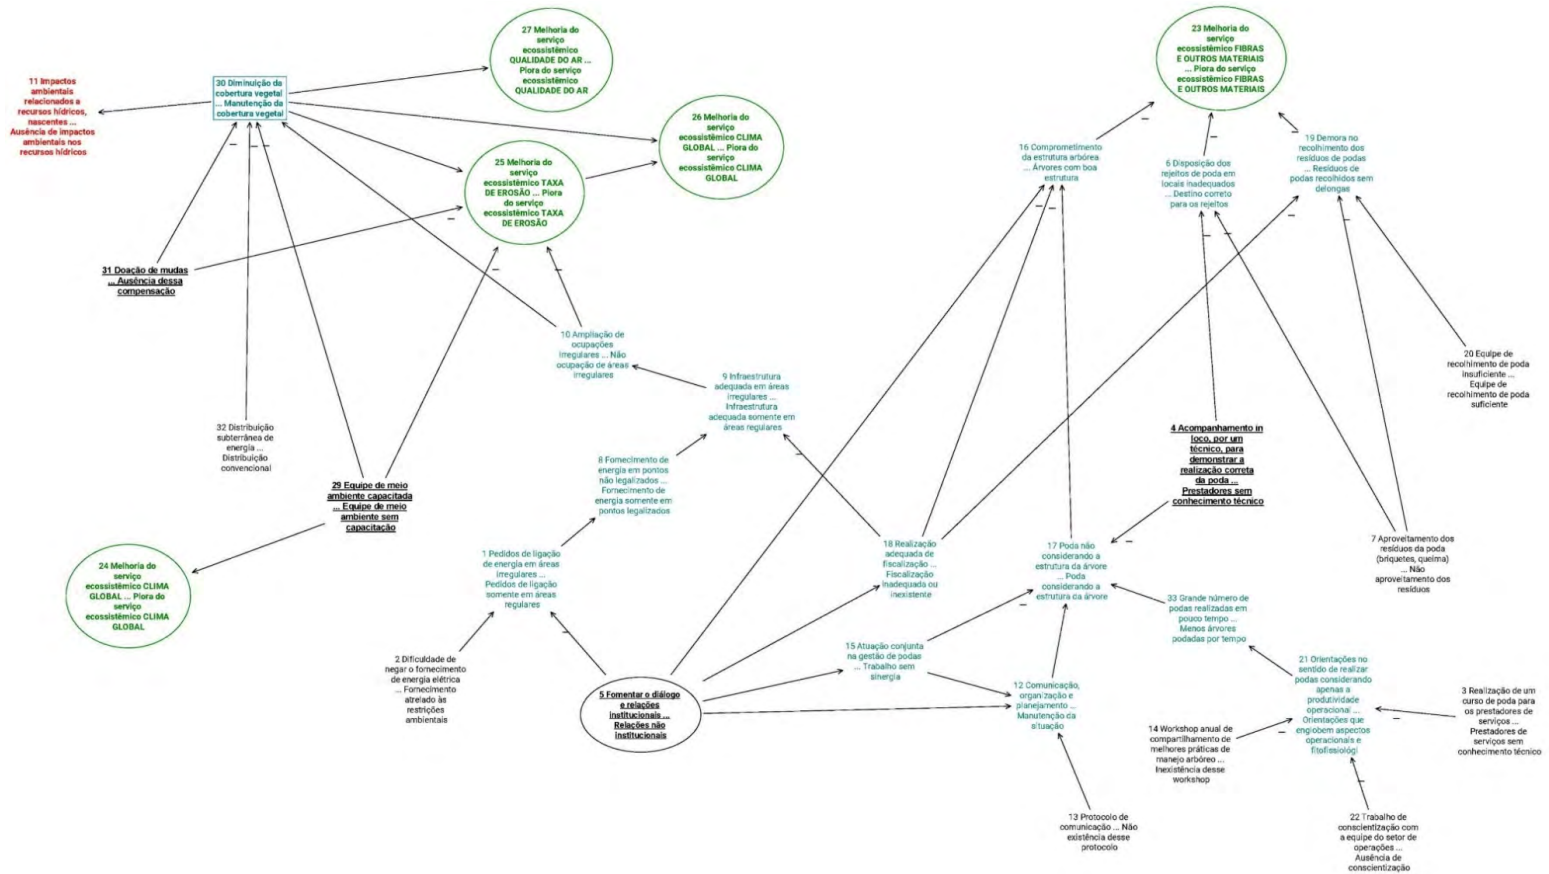 27 Melhoria do
serviço
ecossistêmico
QUALIDADE DO AR ...
Piora do serviço
ecossistêmico
QUALIDADE DO AR
23 Melhoria do
serviço
ecossistêmico FIBRAS
E OUTROS MATERIAIS
... Piora do serviço
ecossistêmico FIBRAS
E OUTROS MATERIAIS
11 Impactos
ambientais
relacionados a
recursos hídricos,
nascentes ...
Ausência de impactos
ambientais nos
recursos hídricos
30 Diminuição da
cobertura vegetal
... Manutenção da
cobertura vegetal
26 Melhoria do
serviço
ecossistêmico CLIMA
GLOBAL ... Piora do
serviço
ecossistêmico CLIMA
GLOBAL
25 Melhoria do
serviço
ecossistêmico TAXA
DE EROSÃO ... Piora
do serviço
ecossistêmico TAXA
DE EROSÃO
16 Comprometimento
da estrutura arbórea
... Árvores com boa
estrutura
6 Disposição dos
rejeitos de poda em
locais inadequados
... Destino correto
para os rejeitos
19 Demora no
recolhimento dos
resíduos de podas
... Resíduos de
podas recolhidos sem
delongas
31 Doação de mudas
... Ausência dessa
compensação
10 Ampliação de
ocupações
irregulares ... Não
ocupação de áreas
irregulares
20 Equipe de
recolhimento de poda
insuficiente ...
Equipe de
recolhimento de poda
suficiente
9 Infraestrutura
adequada em áreas
irregulares ...
Infraestrutura
adequada somente em
áreas regulares
32 Distribuição
subterrânea de
energia ...
Distribuição
convencional
4 Acompanhamento in
loco, por um
técnico, para
demonstrar a
realização correta
da poda ...
Prestadores sem
conhecimento técnico
8 Fornecimento de
energia em pontos
não legalizados ...
Fornecimento de
energia somente em
pontos legalizados
29 Equipe de meio
ambiente capacitada
... Equipe de meio
ambiente sem
capacitação
24 Melhoria do
serviço
ecossistêmico CLIMA
GLOBAL ... Piora do
serviço
ecossistêmico CLIMA
GLOBAL
1 Pedidos de ligação
de energia em áreas
irregulares ...
Pedidos de ligação
somente em áreas
regulares
18 Realização
adequada de
fiscalização ...
Fiscalização
inadequada ou
inexistente
17 Poda não
considerando a
estrutura da árvore
... Poda
considerando a
estrutura da árvore
7 Aproveitamento dos
resíduos da poda
(briquetes, queima)
... Não
aproveitamento dos
resíduos
33 Grande número de
podas realizadas em
pouco tempo ...
Menos árvores
podadas por tempo
2 Dificuldade de
negar o fornecimento
de energia elétrica
... Fornecimento
atrelado às
restrições
ambientais
5 Fomentar o diálogo
e relações
institucionais ...
Relações não
institucionais
15 Atuação conjunta
na gestão de podas
... Trabalho sem
sinergia
12 Comunicação,
organização e
planejamento ...
Manutenção da
situação
21 Orientações no
sentido de realizar
podas considerando
apenas a
produtividade
operacional ...
Orientações que
englobem aspectos
operacionais e
fitofissiológi
3 Realização de um
curso de poda para
os prestadores de
serviços ...
Prestadores de
serviços sem
conhecimento técnico
14 Workshop anual de
compartilhamento de
melhores práticas de
manejo arbóreo ...
Inexistência desse
workshop
13 Protocolo de
comunicação ... Não
existência desse
protocolo
22 Trabalho de
conscientização com
a equipe do setor de
operações ...
Ausência de
conscientização